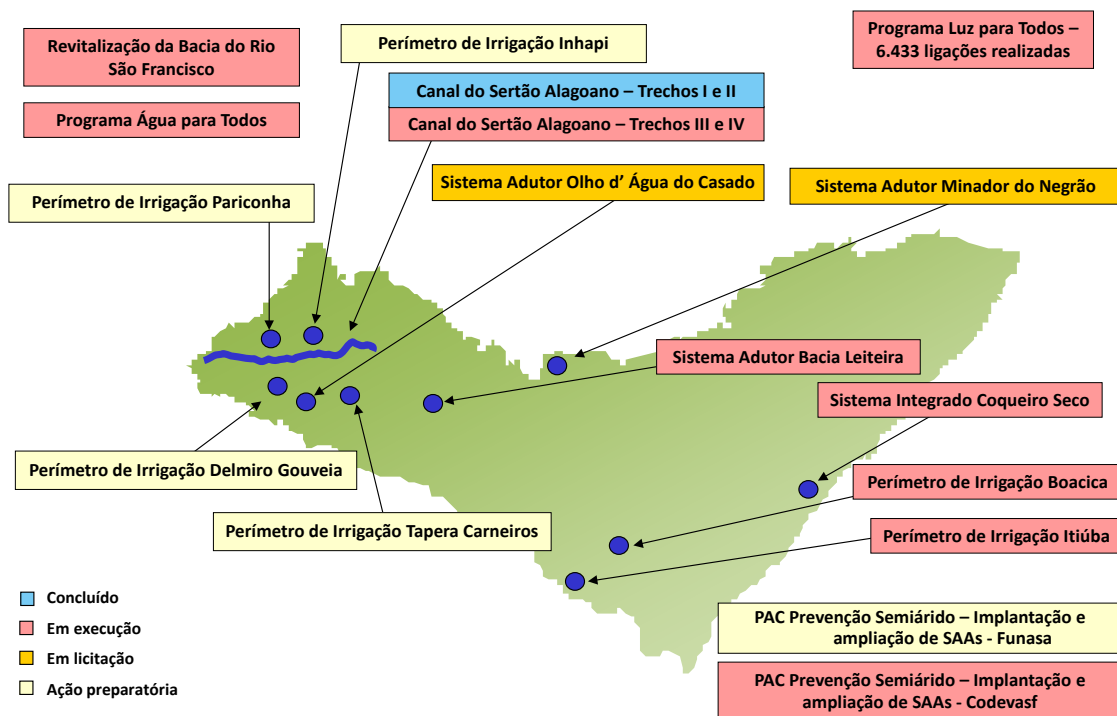 Revitalização da Bacia do Rio
São Francisco
Programa Água para Todos
Perímetro de Irrigação Inhapi
Programa Luz para Todos –
6.433 ligações realizadas
Canal do Sertão Alagoano – Trechos I e II
Canal do Sertão Alagoano – Trechos III e IV
Sistema Adutor Olho d' Água do Casado
Sistema Adutor Minador do Negrão
Perímetro de Irrigação Pariconha
Sistema Adutor Bacia Leiteira
Sistema Integrado Coqueiro Seco
Perímetro de Irrigação Delmiro Gouveia
Perímetro de Irrigação Boacica
Perímetro de Irrigação Tapera Carneiros
Perímetro de Irrigação Itiúba
Concluído
Em execução
Em licitação
Ação preparatória
PAC Prevenção Semiárido – Implantação e
ampliação de SAAs - Funasa
PAC Prevenção Semiárido – Implantação e
ampliação de SAAs - Codevasf